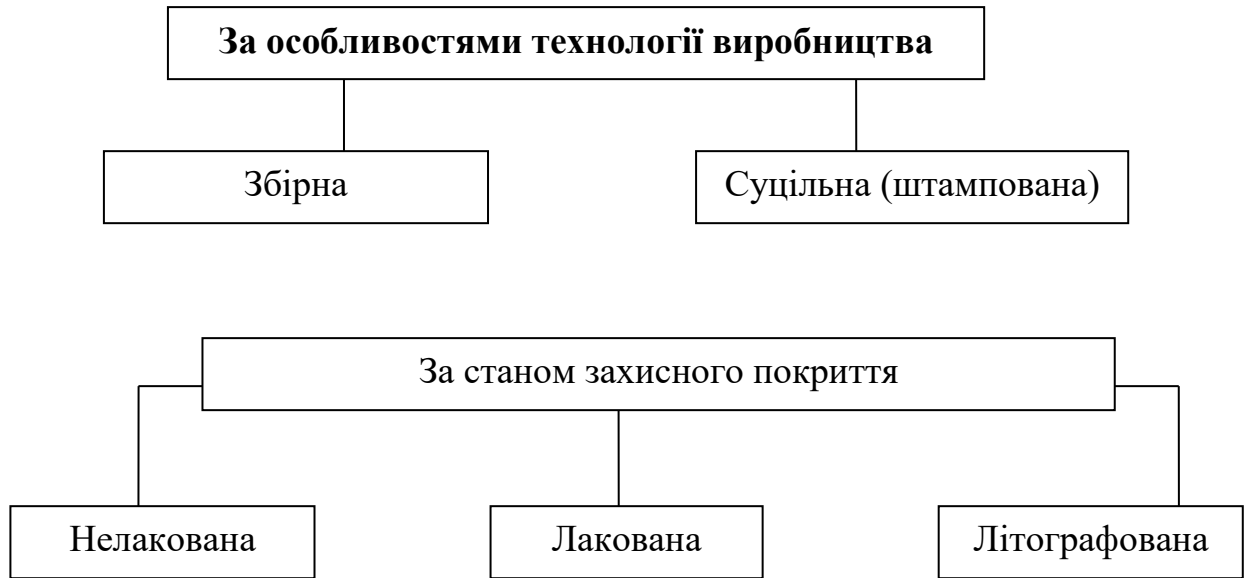 За особливостями технології виробництва
Збірна
Суцільна (штампована)
За станом захисного покриття
Нелакована
Лакована
Літографована